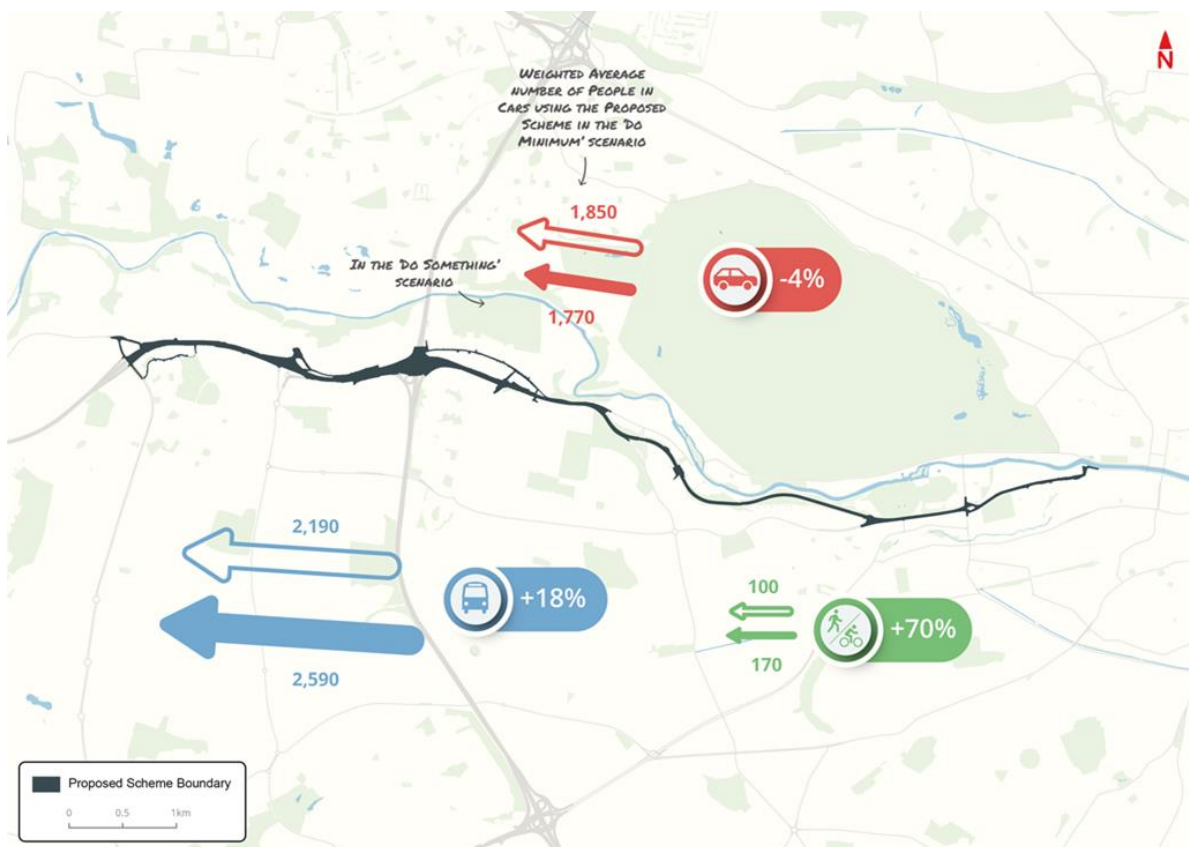 N
WEIGHTED AVERAGE
NUMBER OF PEOPLE IN
CARS USING THE PROPOSED
SCHEME IN THE 'DO
MINIMUM' SCENARIO
1,850
-4%
IN THE 'DO SOMETHING'
SCENARIO
1,770
2,190
+18%
2,590
100
+70%
170
Proposed Scheme Boundary
0 0.5 1km